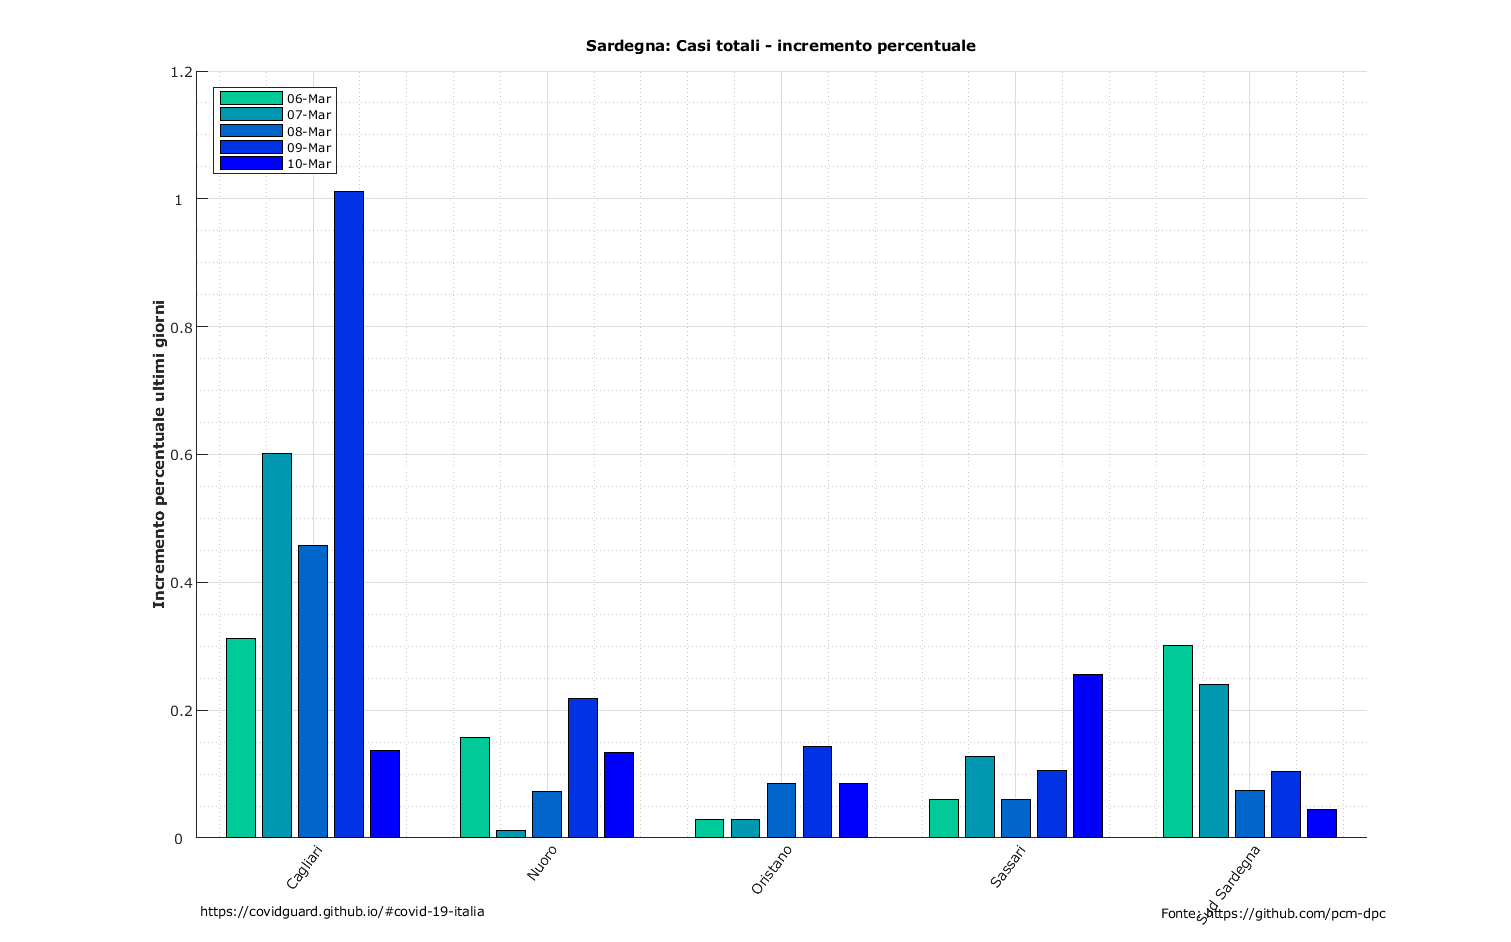 Sardegna: Casi totali - incremento percentuale
1.2
1
0.8
0.6
0.4
0.2
0
Incremento percentuale ultimi giorni
06-Mar
07-Mar
08-Mar
09-Mar
10-Mar
Cagliari
Nuoro
Oristano
Sassari
Sud Sardegna
https://covidguard.github.io/#covid-19-italia
Fonte: https://github.com/pcm-dpc